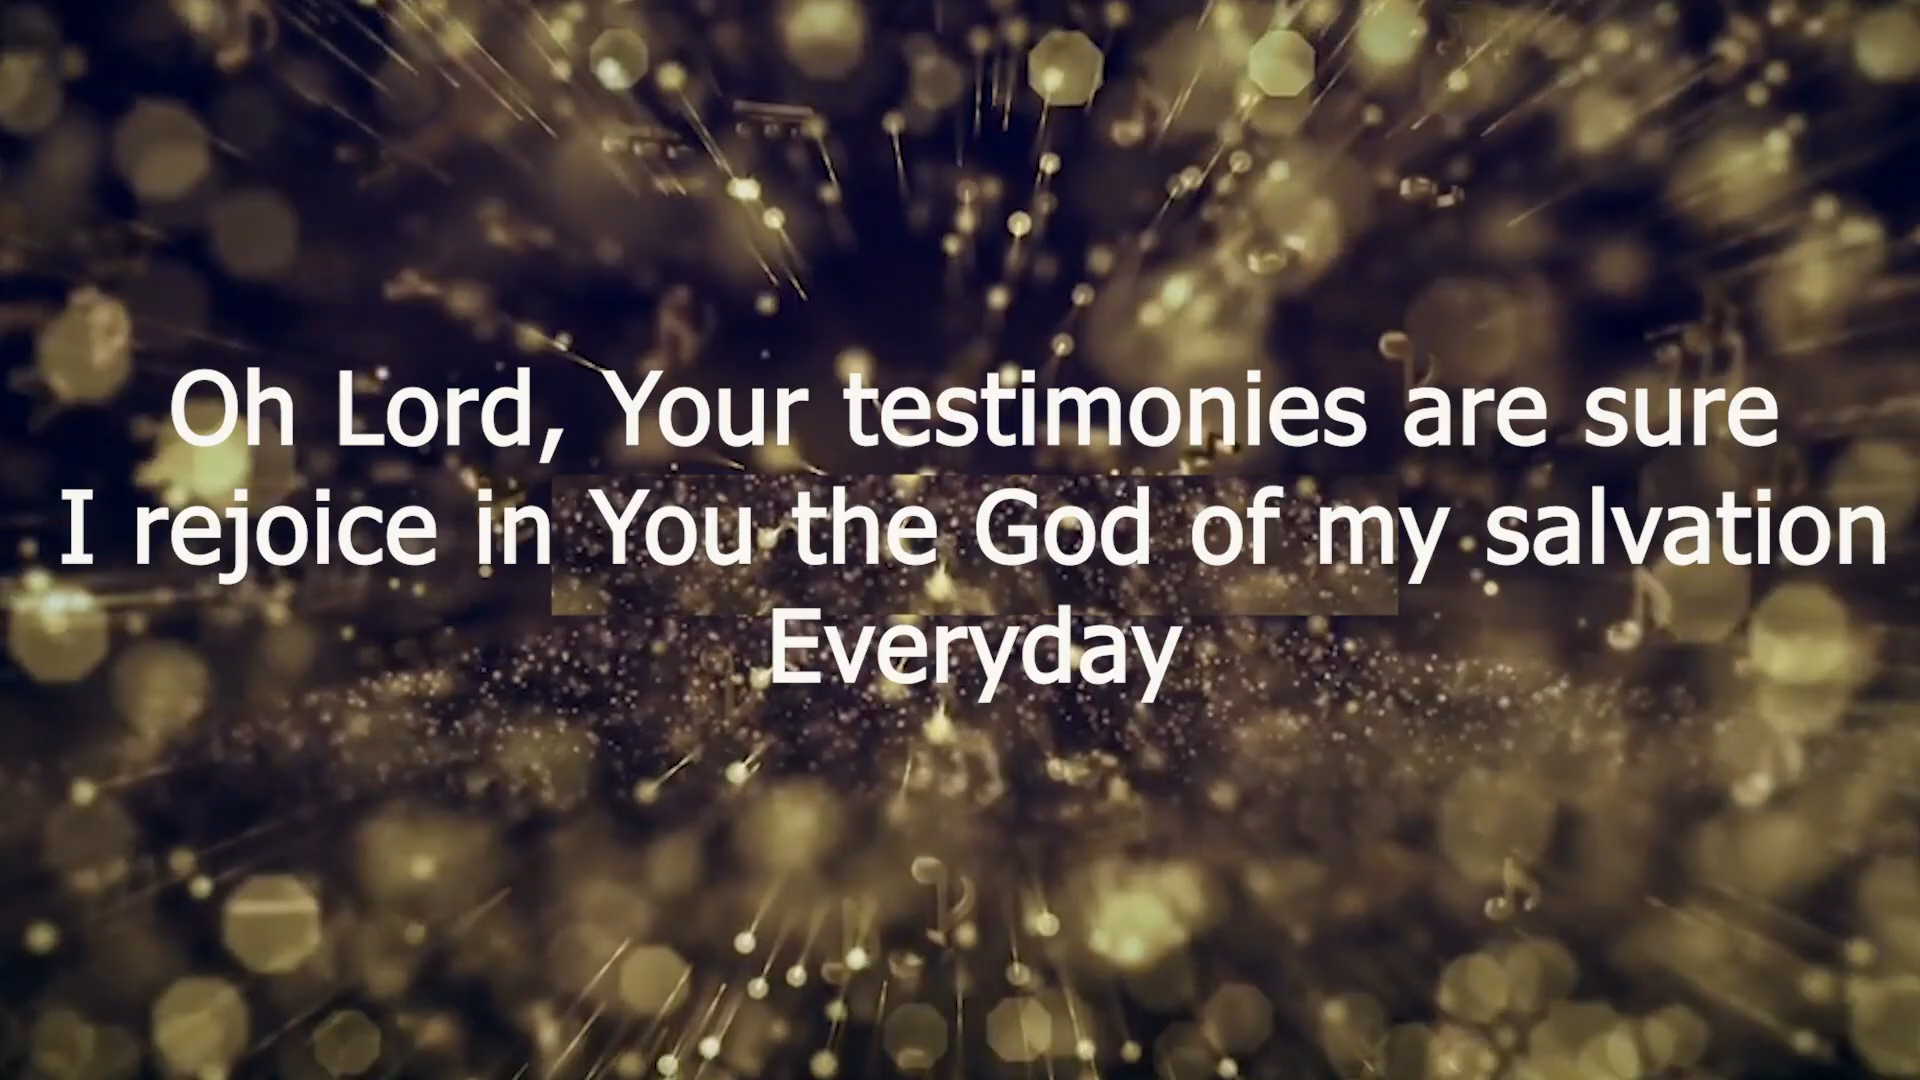 Oh Lord, Your testimonies are sure
I rejoice in You the God of my salvation
Everyday